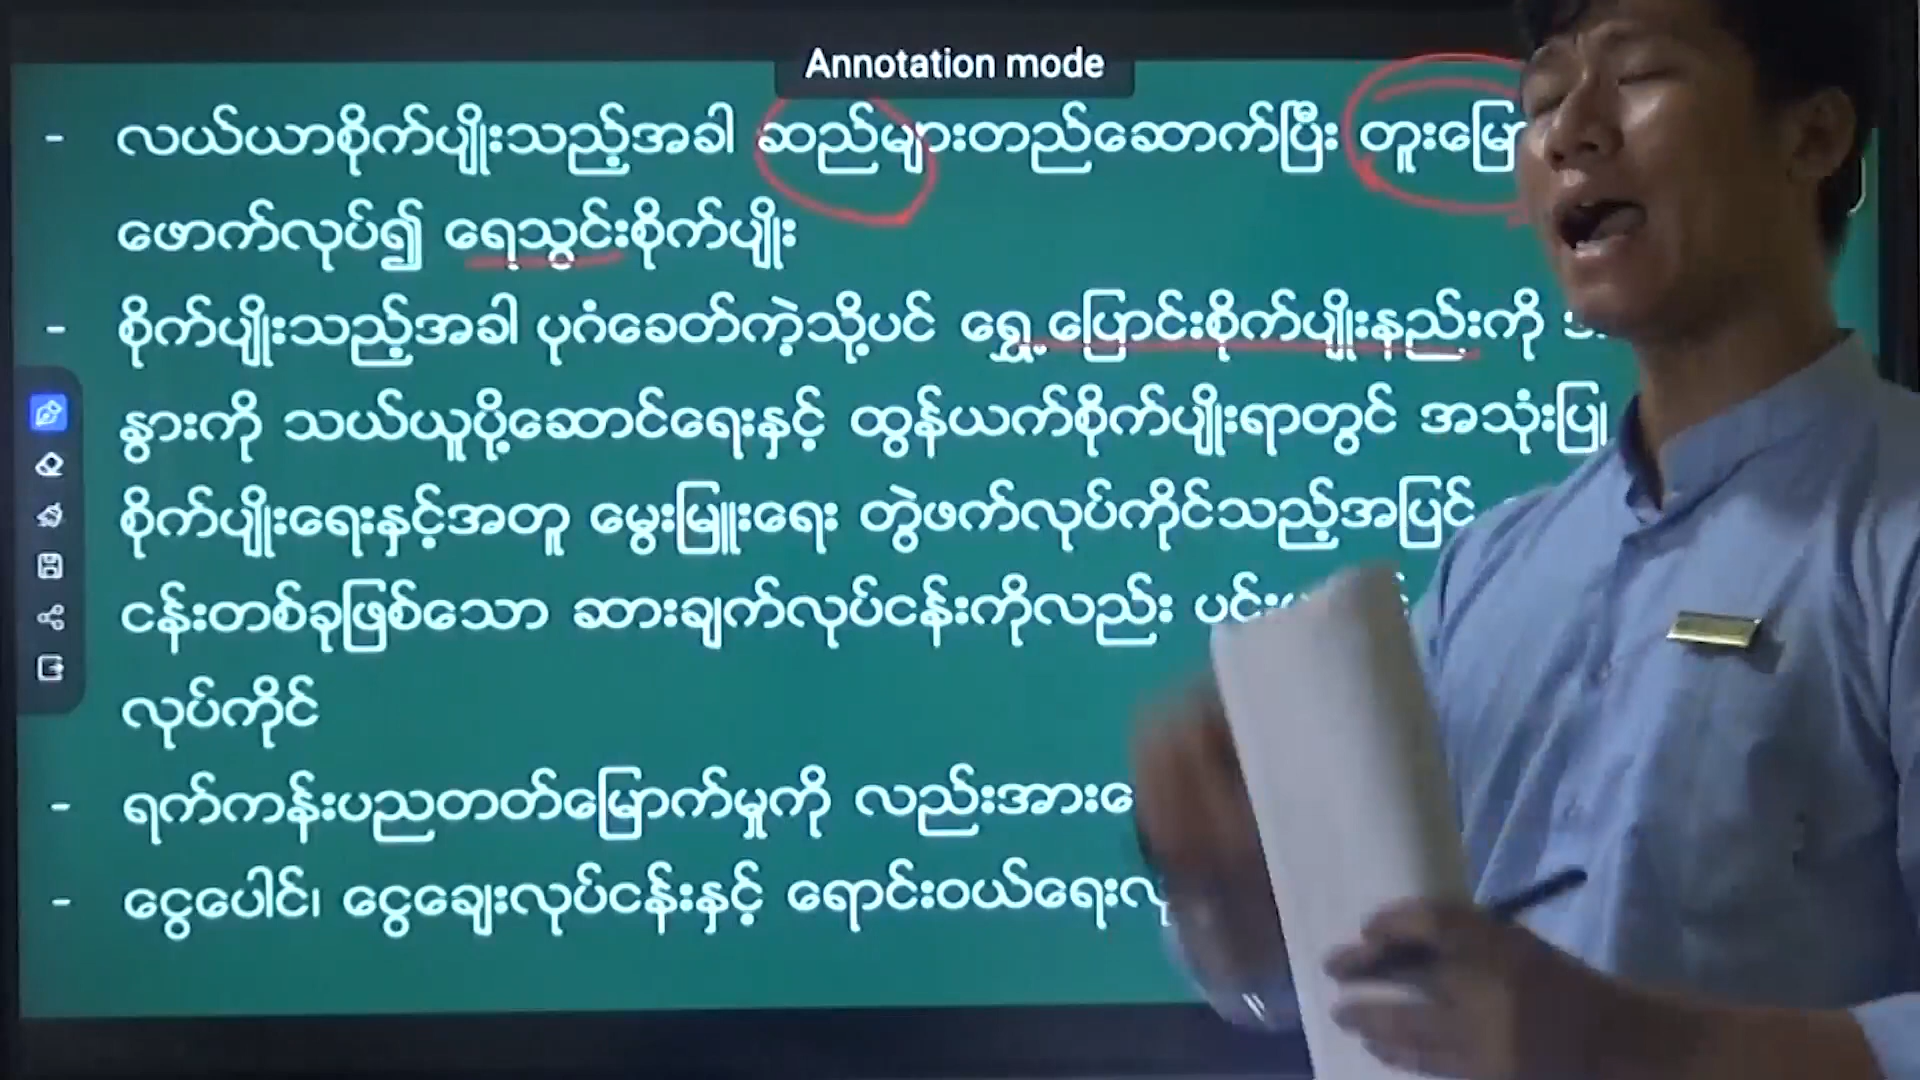 Annotation mode
- လယ်ယာစိုက်ပျိုးသည့်အခါ ဆည်များတည်ဆောက်ပြီး တူးမြော
ဖောက်လုပ်၍ ရေသွင်းစိုက်ပျိုး
- စိုက်ပျိုးသည့်အခါ ပုဂံခေတ်ကဲ့သို့ပင် ရွှေ့ပြောင်းစိုက်ပျိုးနည်းကို
နွားကို သယ်ယူပို့ဆောင်ရေးနှင့် ထွန်ယက်စိုက်ပျိုးရာတွင် အသုံးပြု
စိုက်ပျိုးရေးနှင့်အတူ မွေးမြူရေး တွဲဖက်လုပ်ကိုင်သည့်အပြင်
ငန်းတစ်ခုဖြစ်သော ဆားချက်လုပ်ငန်းကိုလည်း
လုပ်ကိုင်
- ရက်ကန်းပညတတ်မြောက်မှုကို လည်းအား
- ငွေပေါင်၊ ငွေချေးလုပ်ငန်းနှင့် ရောင်းဝယ်ရေးလု